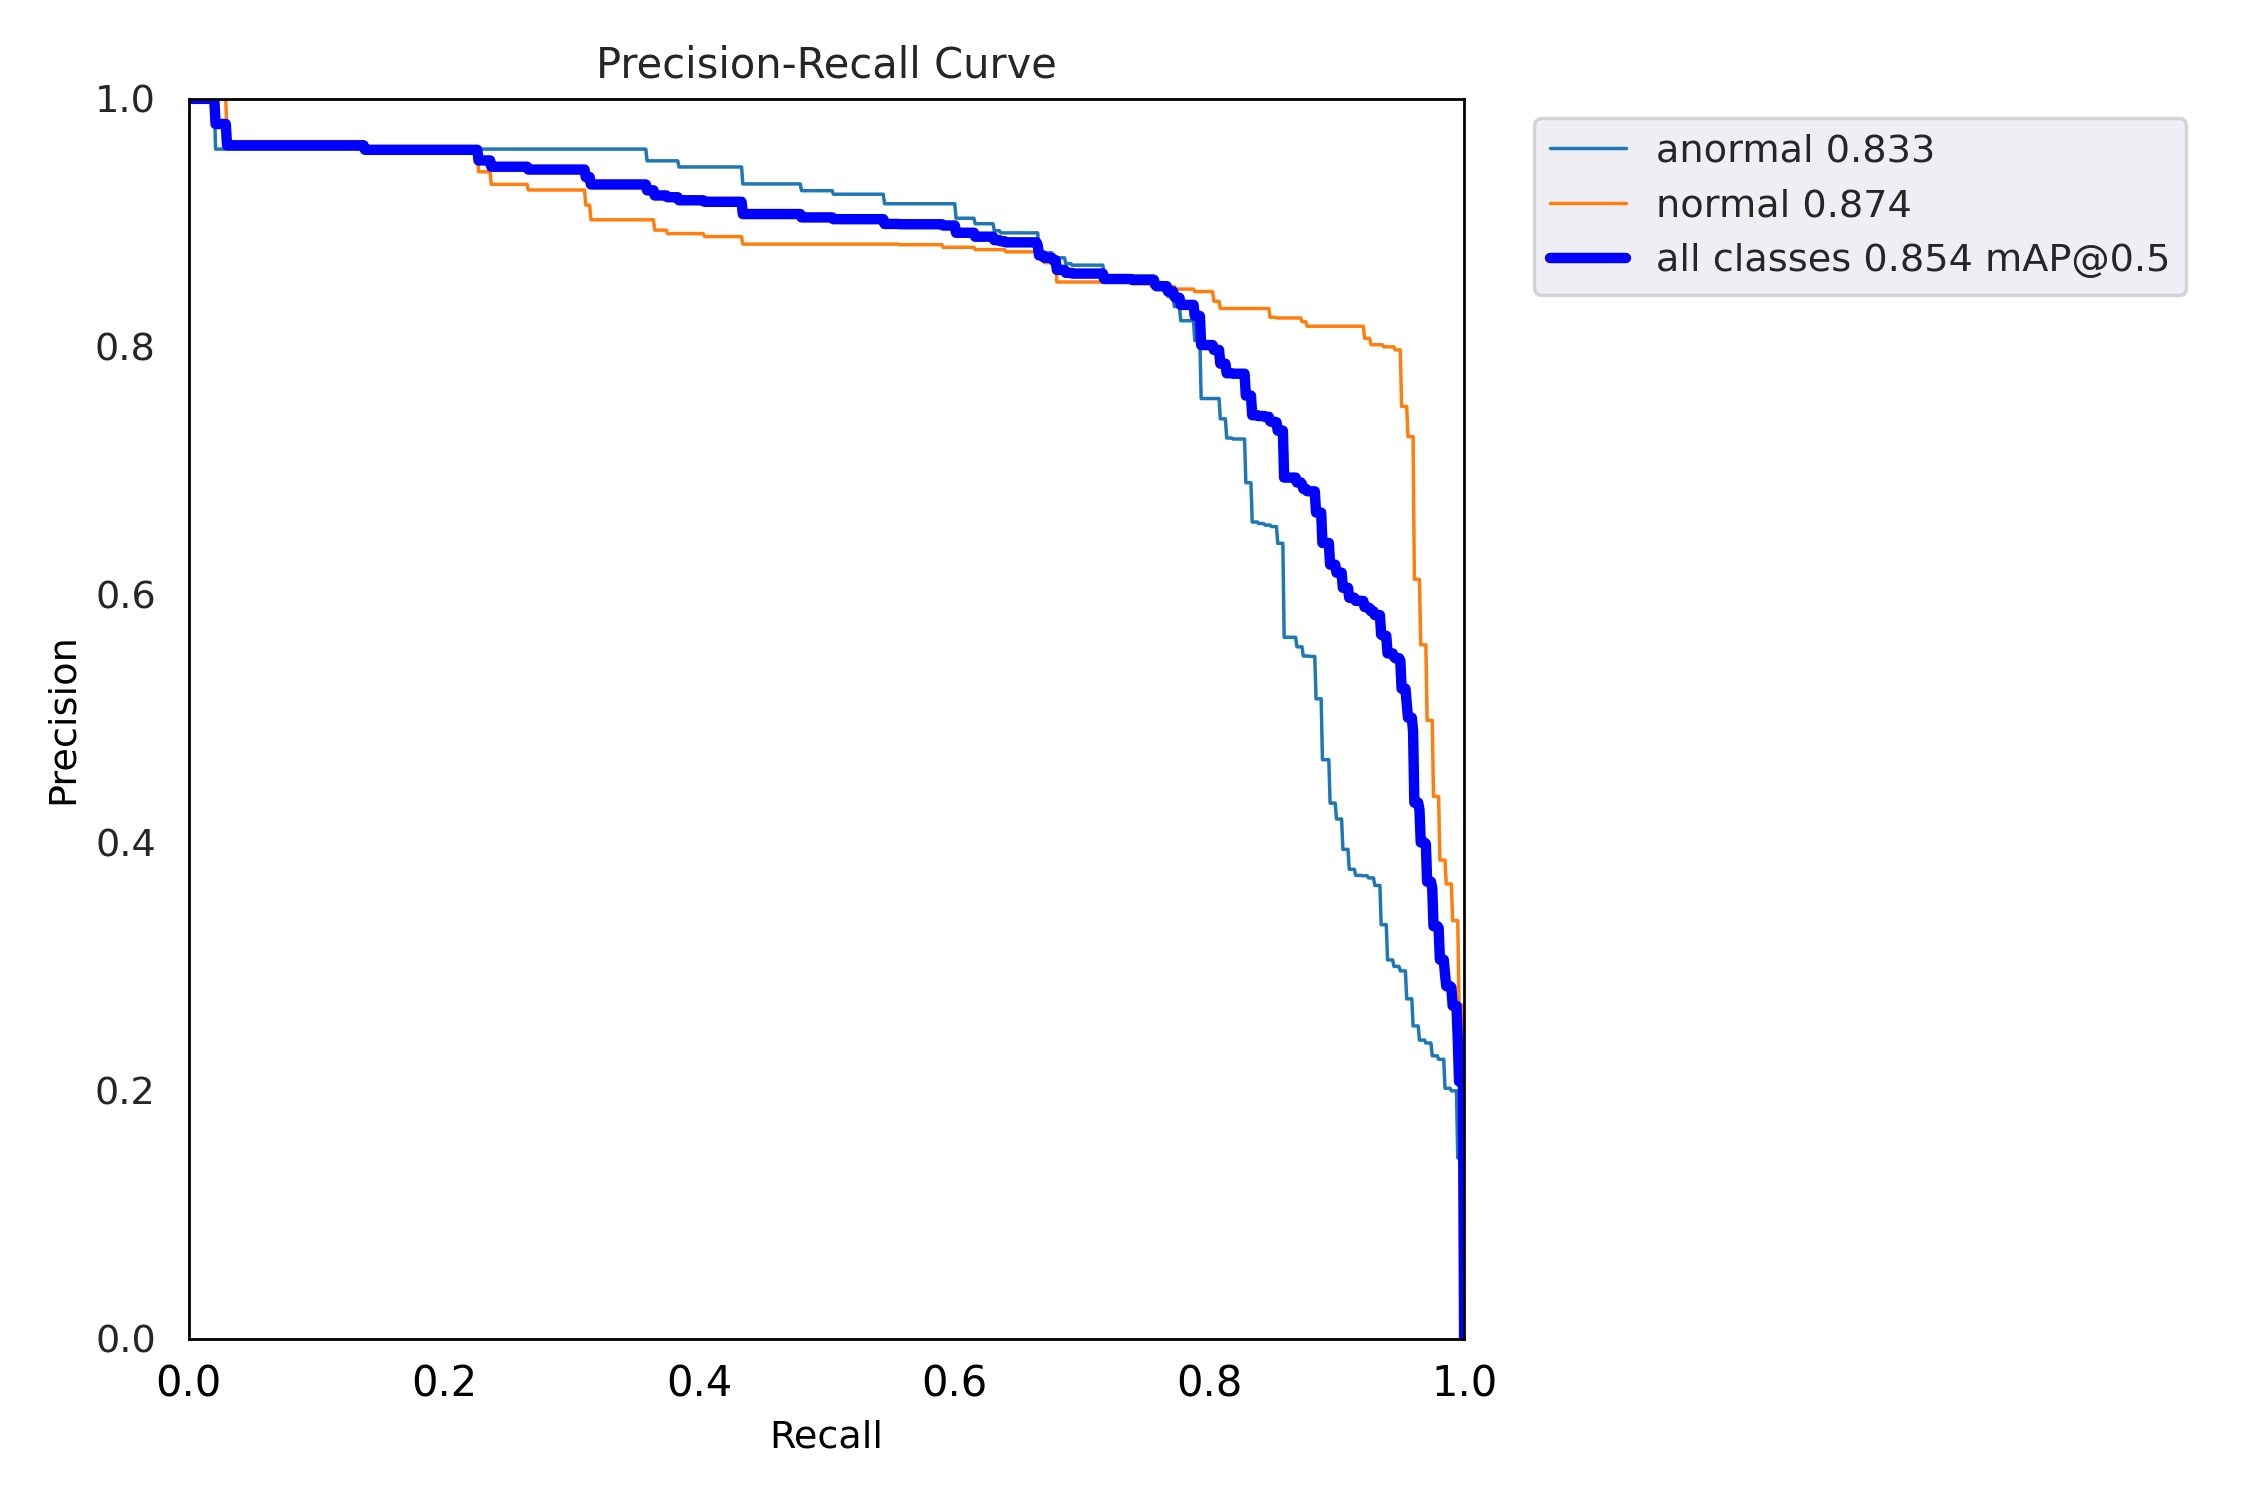 Precision-Recall Curve
1.0
0.8
0.6
0.4
0.2
0.0
Precision
0.0 0.2 0.4 0.6 0.8 1.0
Recall
anormal 0.833
normal 0.874
all classes 0.854 mAP@0.5